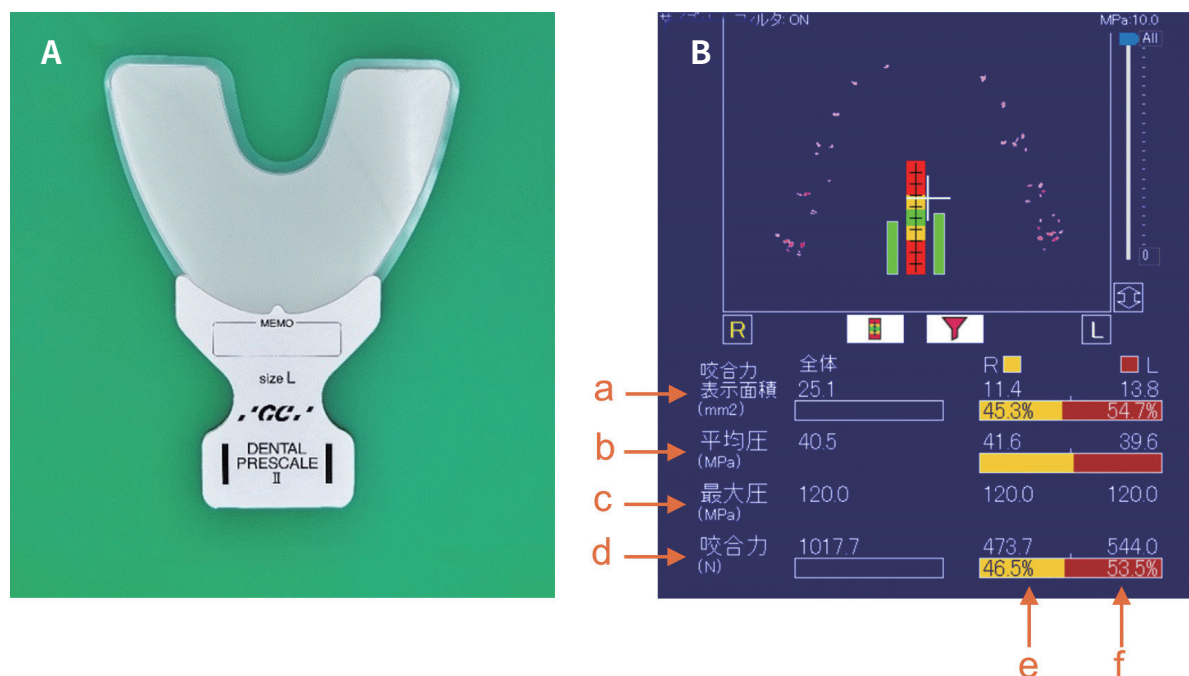 A
MEMO
size L
GC
DENTAL
PRESCALE
II
B
フィルタ: ON
MPa:10.0
All
0
R
L
咬合力
表示面積
(mm2)
全体
25.1
R
L
11.4
13.8
45.3%
54.7%
a
平均圧
(MPa)
40.5
41.6
39.6
b
最大圧
(MPa)
120.0
120.0
120.0
c
咬合力
(N)
1017.7
473.7
544.0
46.5%
53.5%
d
e
f